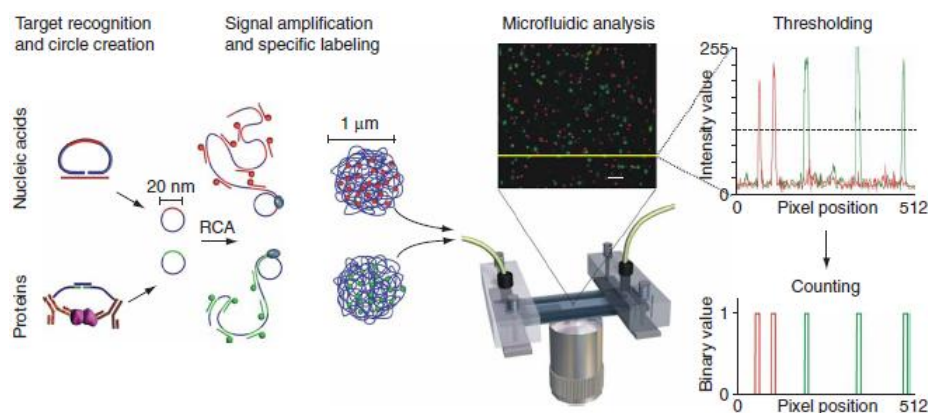 Target recognition
and circle creation
Signal amplification
and specific labeling
Microfluidic analysis
Thresholding
Nucleic acids
Proteins
20 nm
RCA
1 µm
255
Intensity value
0
0
Pixel position
512
Counting
Binary value
1
0
0
Pixel position
512